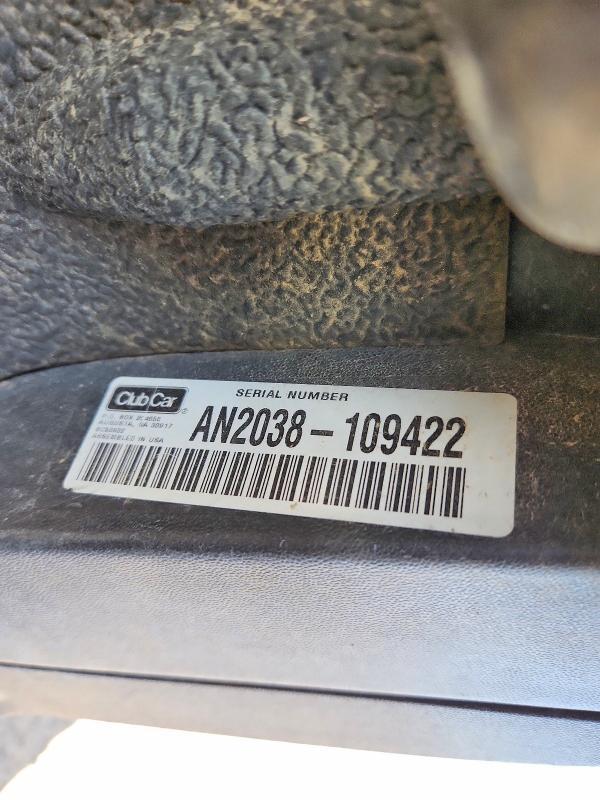 Club Car ®
SERIAL NUMBER
P.O. BOX 204658
AUGUSTA, GA 30917
ASSEMBLED IN USA
AN2038-109422